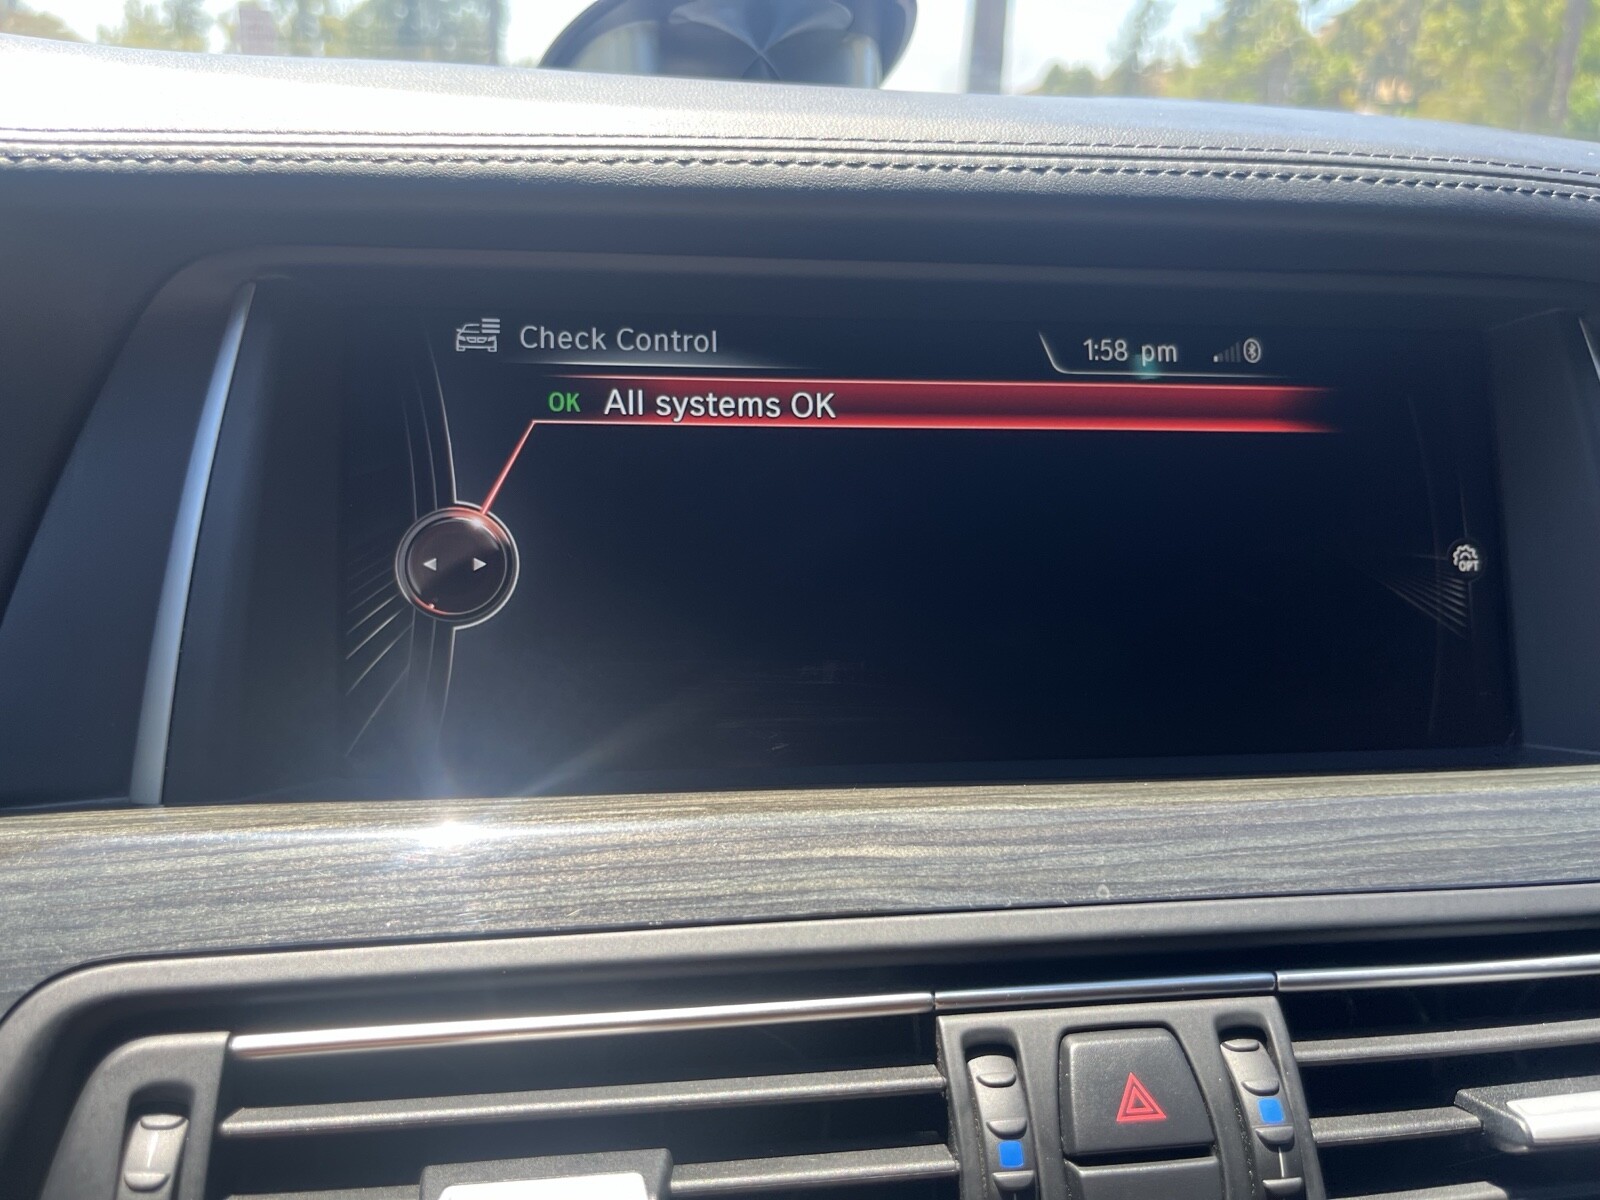 Check Control
1:58 pm
OK All systems OK
OPT